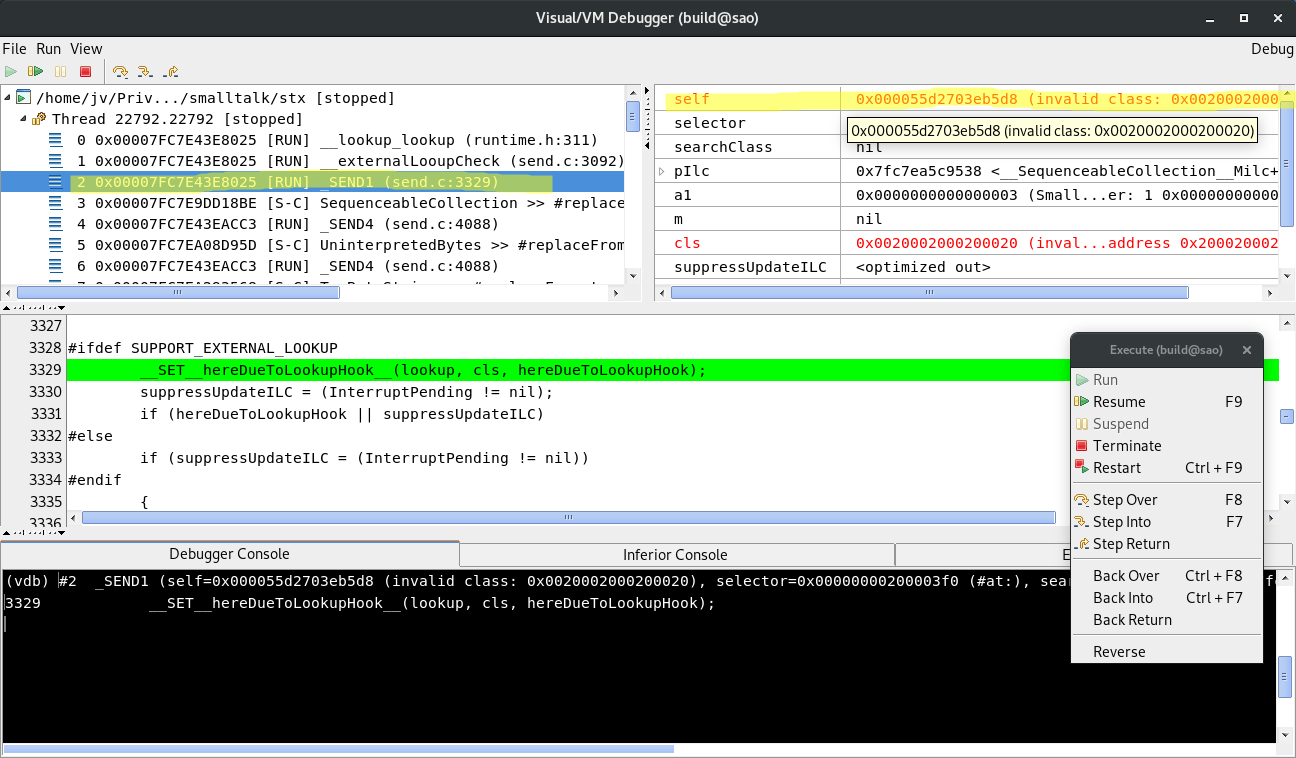 Visual/VM Debugger (build@sao)
File Run View Debug
/home/jv/Priv.../smalltalk/stx [stopped]
Thread 22792.22792 [stopped]
0 0x00007FC7E43E8025 [RUN] __lookup_lookup (runtime.h:311)
1 0x00007FC7E43E8025 [RUN] __externalLooupCheck (send.c:3092)
2 0x00007FC7E43E8025 [RUN] _SEND1 (send.c:3329)
3 0x00007FC7E9DD18BE [S-C] SequenceableCollection >> #replace
4 0x00007FC7E43EACC3 [RUN] _SEND4 (send.c:4088)
5 0x00007FC7EA08D95D [S-C] UninterpretedBytes >> #replaceFrom
6 0x00007FC7E43EACC3 [RUN] _SEND4 (send.c:4088)
self 0x000055d2703eb5d8 (invalid class: 0x0020002000
selector
0x000055d2703eb5d8 (invalid class: 0x0020002000200020)
searchClass nil
pIlc 0x7fc7ea5c9538 <__SequenceableCollection__Milc+
a1 0x0000000000000003 (Small...er: 1 0x00000000000
m nil
cls 0x0020002000200020 (inval...address 0x200020002
suppressUpdateILC <optimized out>
3327
3328 #ifdef SUPPORT_EXTERNAL_LOOKUP
3329 __SET__hereDueToLookupHook__(lookup, cls, hereDueToLookupHook);
3330 suppressUpdateILC = (InterruptPending != nil);
3331 if (hereDueToLookupHook || suppressUpdateILC)
3332 #else
3333 if (suppressUpdateILC = (InterruptPending != nil))
3334 #endif
3335 {
3336
Execute (build@sao)
Run
Resume F9
Suspend
Terminate
Restart Ctrl + F9
Step Over F8
Step Into F7
Step Return
Back Over Ctrl + F8
Back Into Ctrl + F7
Back Return
Reverse
Debugger Console Inferior Console
(vdb) #2 _SEND1 (self=0x000055d2703eb5d8 (invalid class: 0x0020002000200020), selector=0x00000000200003f0 (#at:), sea
3329 __SET__hereDueToLookupHook__(lookup, cls, hereDueToLookupHook);